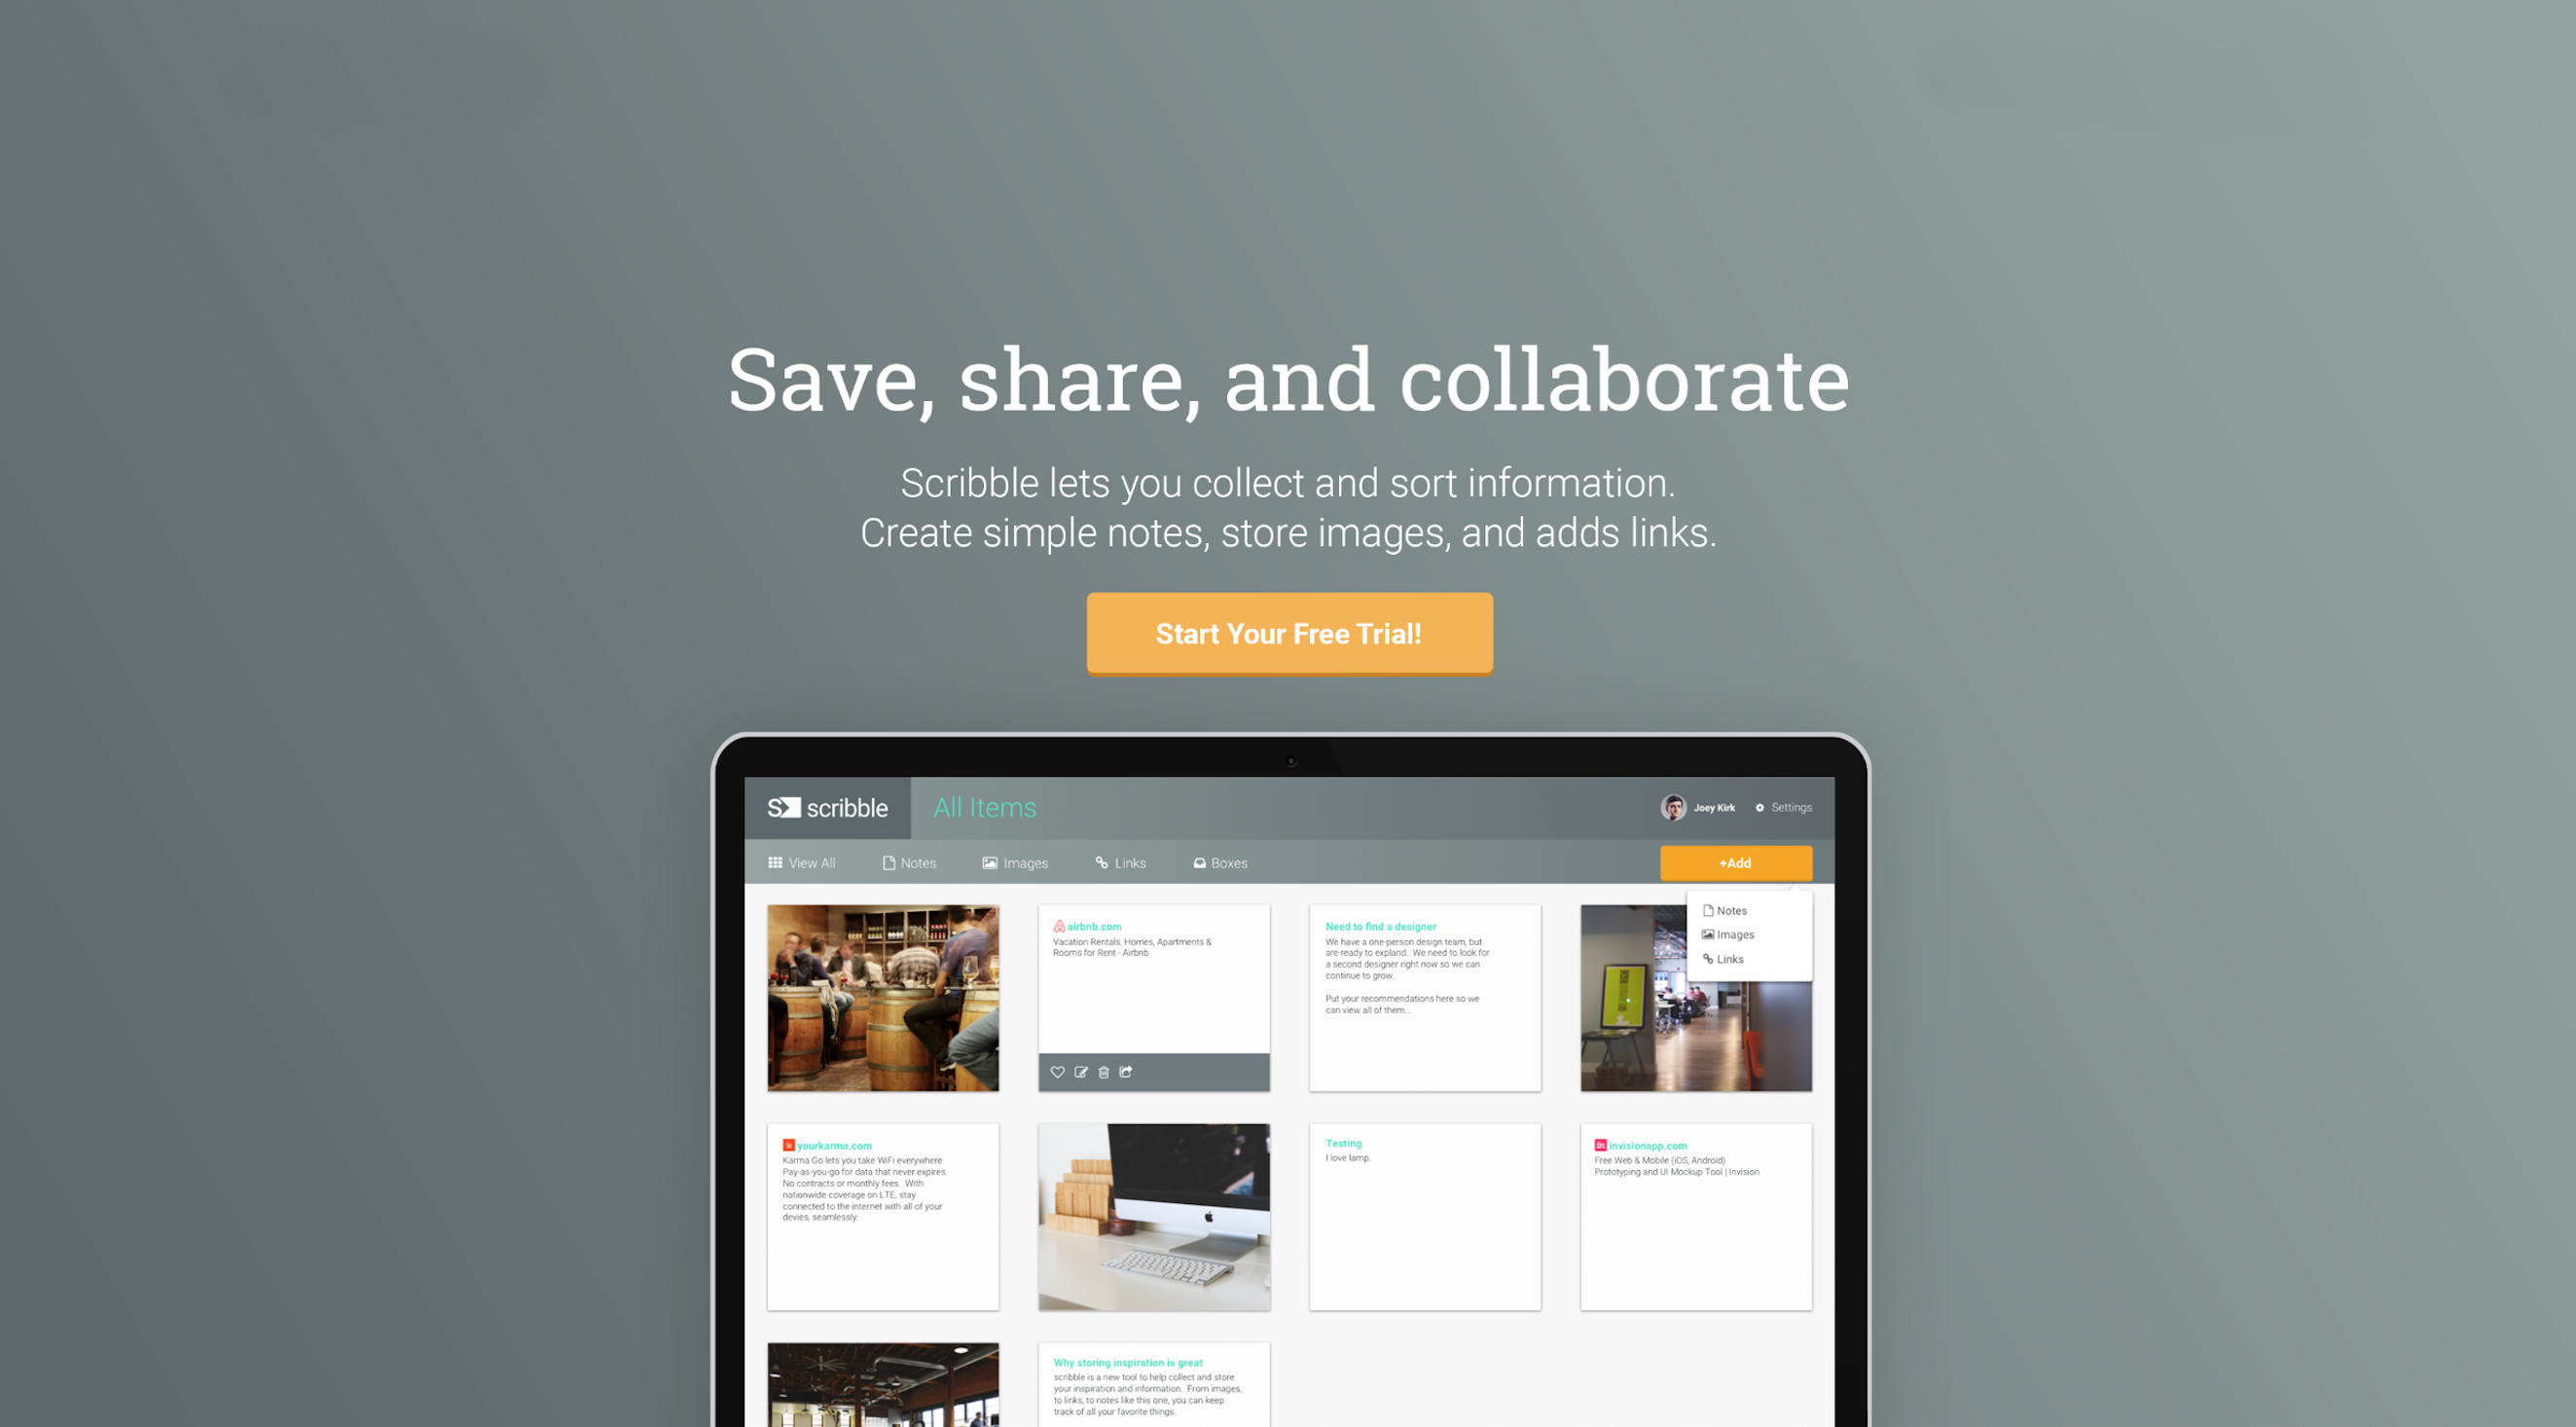 Save, share, and collaborate
Scribble lets you collect and sort information.
Create simple notes, store images, and adds links.
Start Your Free Trial!
scribble
All Items
Joey Kirk
Settings
View All
Notes
Images
Links
Boxes
+Add
Notes
Images
Links
airbnb.com
Vacation Rentals, Homes, Apartments &
Rooms for Rent - Airbnb
Need to find a designer
We have a one-person design team, but
are ready to expland. We need to look for
a second designer right now so we can
continue to grow.
Put your recommendations here so we
can view all of them...
yourkarma.com
Karma Go lets you take WiFi everywhere
Pay-as-you-go for data that never expires.
No contracts or monthly fees. With
nationwide coverage on LTE, stay
connected to the internet with all of your
devies, seamlessly.
Testing
I love lamp.
in
invisionapp.com
Free Web & Mobile (iOS, Android)
Prototyping and UI Mockup Tool | Invision
Why storing inspiration is great
scribble is a new tool to help collect and store
your inspiration and information. From images,
to links, to notes like this one, you can keep
track of all your favorite things.